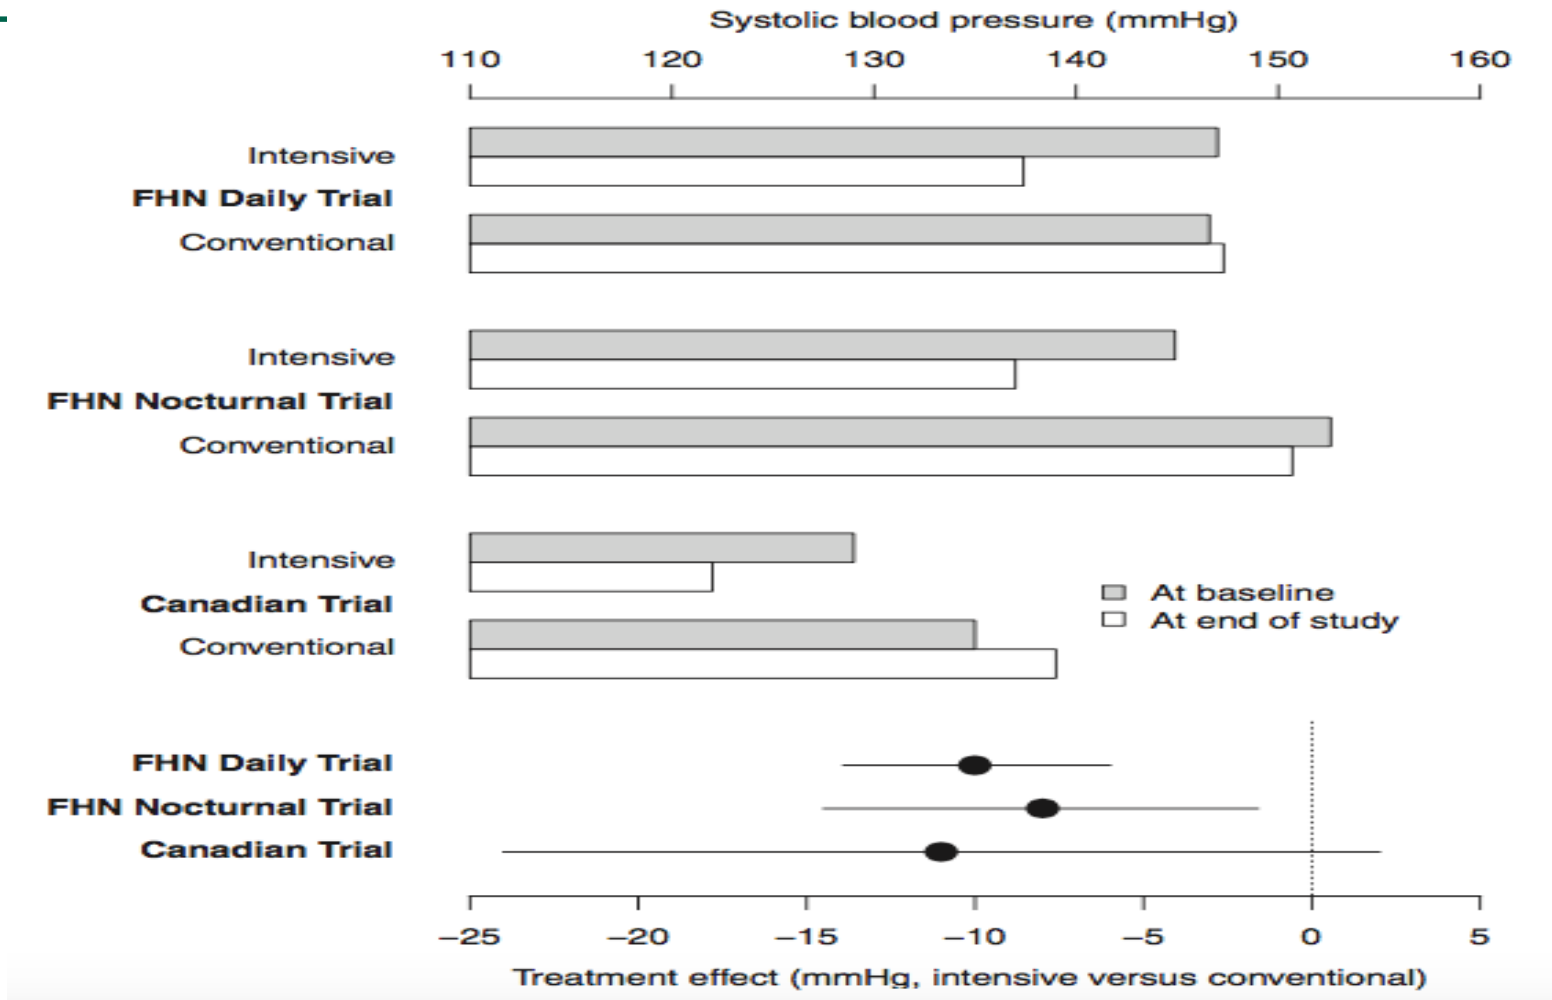 Systolic blood pressure (mmHg)
110 120 130 140 150 160
Intensive
FHN Daily Trial
Conventional
Intensive
FHN Nocturnal Trial
Conventional
Intensive
Canadian Trial
Conventional
At baseline
At end of study
FHN Daily Trial
FHN Nocturnal Trial
Canadian Trial
−25 −20 −15 −10 −5 0 5
Treatment effect (mmHg, intensive versus conventional)